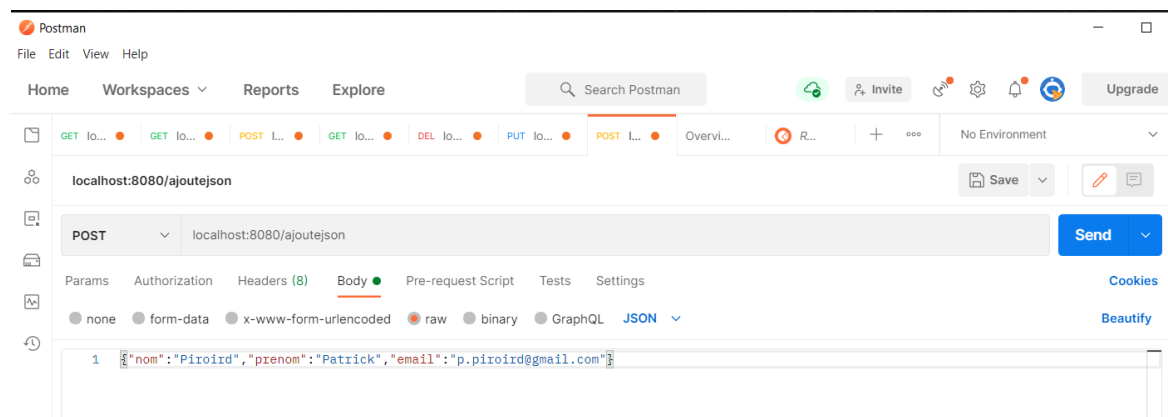 Postman
File Edit View Help
Home Workspaces Reports Explore Search Postman Invite Upgrade
GET lo... GET lo... POST l... GET lo... DEL lo... PUT lo... POST l... Overvi... R... No Environment
localhost:8080/ajoutejson Save
POST localhost:8080/ajoutejson Send
Params Authorization Headers (8) Body Pre-request Script Tests Settings Cookies
none form-data x-www-form-urlencoded raw binary GraphQL JSON Beautify
1 {"nom":"Piroird","prenom":"Patrick","email":"p.piroird@gmail.com"}